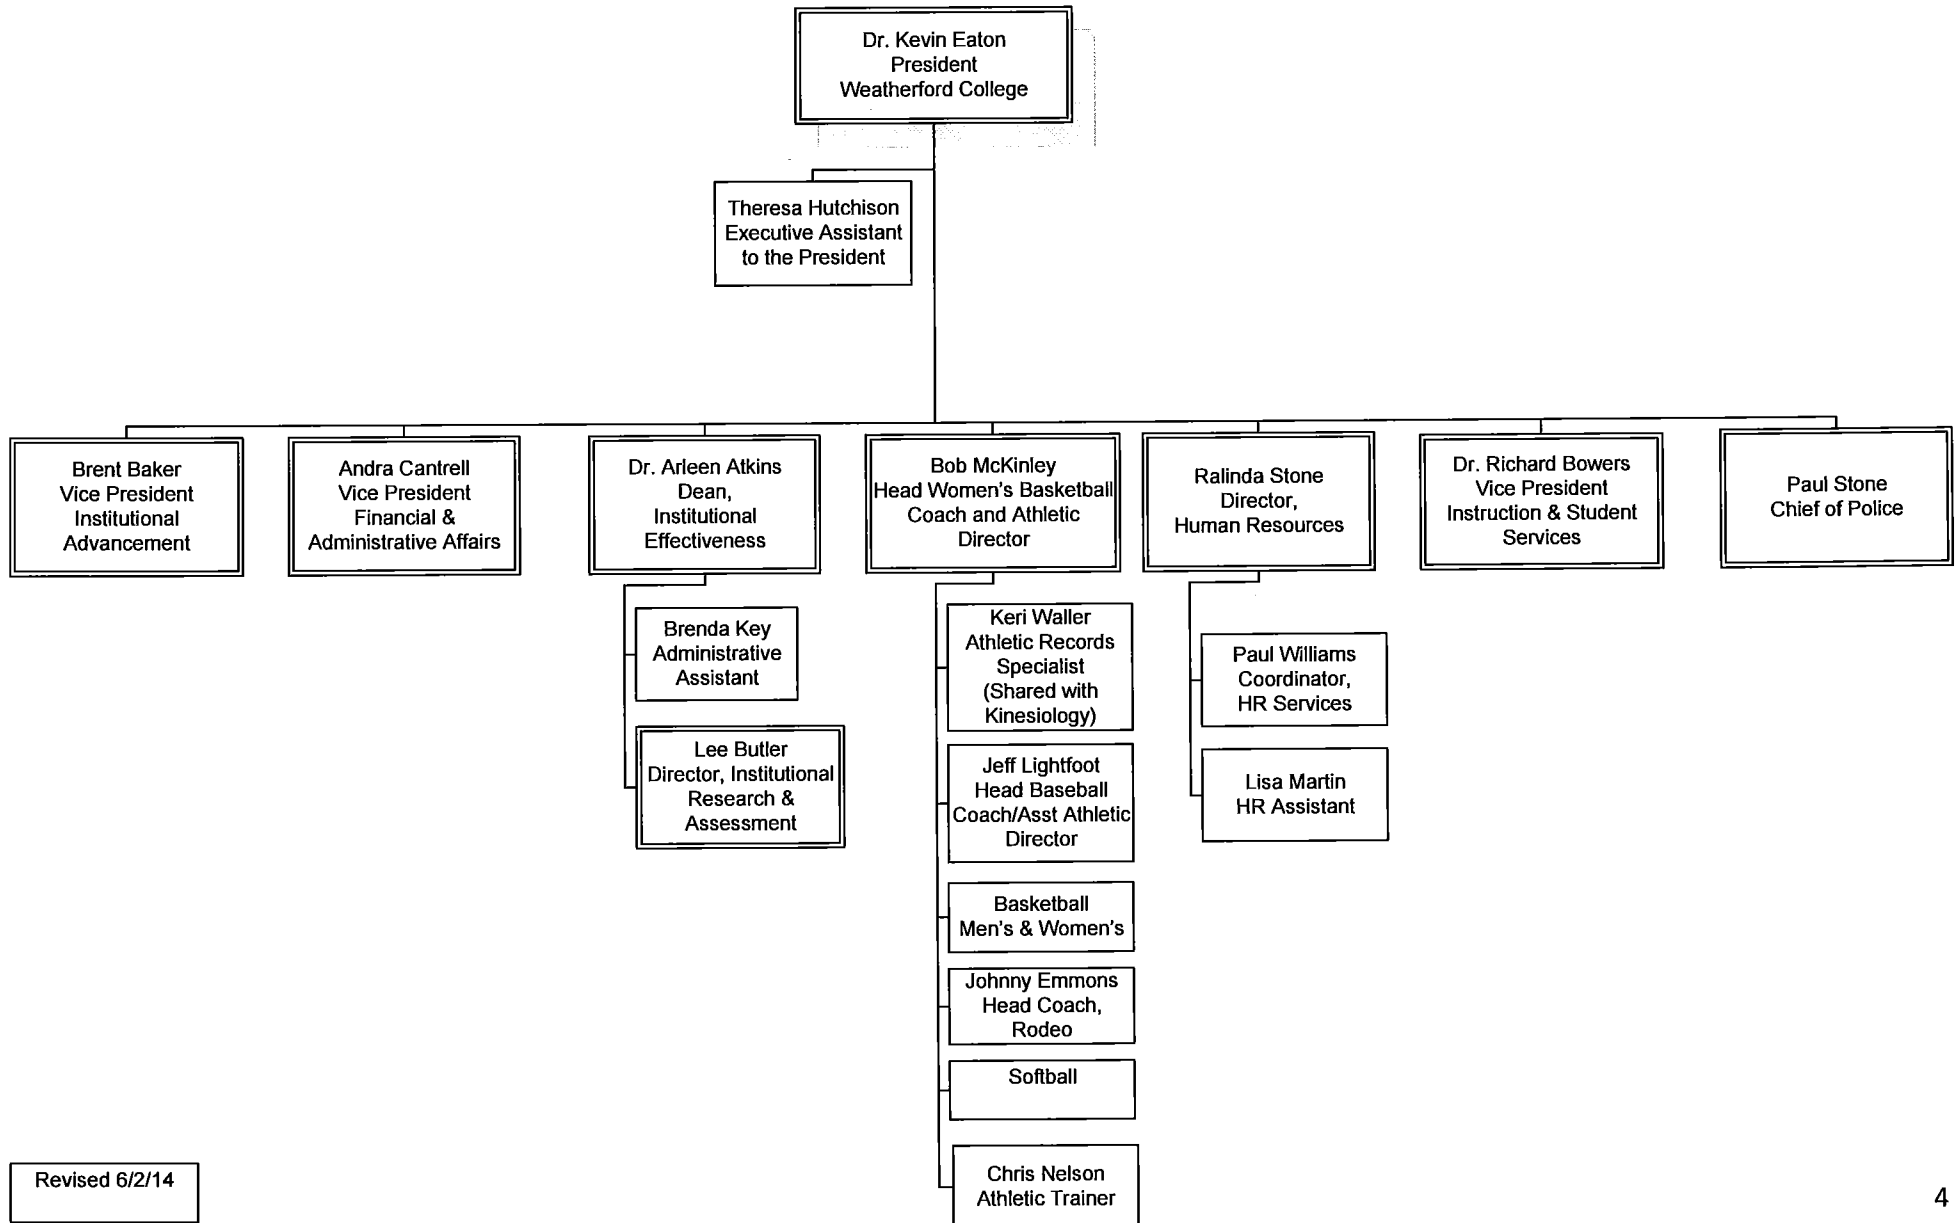 Dr. Kevin Eaton
President
Weatherford College
Theresa Hutchison
Executive Assistant
to the President
Brent Baker
Vice President
Institutional
Advancement
Andra Cantrell
Vice President
Financial &
Administrative Affairs
Dr. Arleen Atkins
Dean,
Institutional
Effectiveness
Bob McKinley
Head Women's Basketball
Coach and Athletic
Director
Ralinda Stone
Director,
Human Resources
Dr. Richard Bowers
Vice President
Instruction & Student
Services
Paul Stone
Chief of Police
Brenda Key
Administrative
Assistant
Lee Butler
Director, Institutional
Research &
Assessment
Keri Waller
Athletic Records
Specialist
(Shared with
Kinesiology)
Jeff Lightfoot
Head Baseball
Coach/Asst Athletic
Director
Basketball
Men's & Women's
Johnny Emmons
Head Coach,
Rodeo
Softball
Chris Nelson
Athletic Trainer
Paul Williams
Coordinator,
HR Services
Lisa Martin
HR Assistant
Revised 6/2/14
4